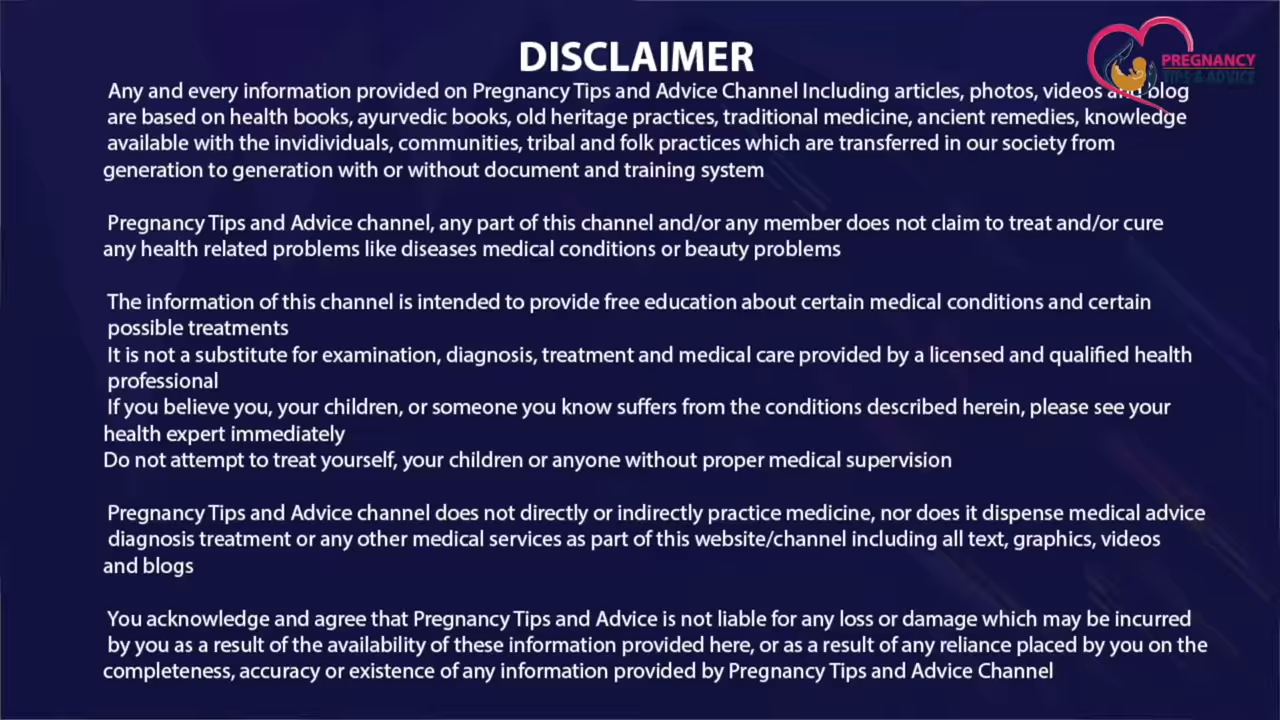 DISCLAIMER
PREGNANCY
TIPS & ADVICE
Any and every information provided on Pregnancy Tips and Advice Channel Including articles, photos, videos and blog
are based on health books, ayurvedic books, old heritage practices, traditional medicine, ancient remedies, knowledge
available with the invidividuals, communities, tribal and folk practices which are transferred in our society from
generation to generation with or without document and training system
Pregnancy Tips and Advice channel, any part of this channel and/or any member does not claim to treat and/or cure
any health related problems like diseases medical conditions or beauty problems
The information of this channel is intended to provide free education about certain medical conditions and certain
possible treatments
It is not a substitute for examination, diagnosis, treatment and medical care provided by a licensed and qualified health
professional
If you believe you, your children, or someone you know suffers from the conditions described herein, please see your
health expert immediately
Do not attempt to treat yourself, your children or anyone without proper medical supervision
Pregnancy Tips and Advice channel does not directly or indirectly practice medicine, nor does it dispense medical advice
diagnosis treatment or any other medical services as part of this website/channel including all text, graphics, videos
and blogs
You acknowledge and agree that Pregnancy Tips and Advice is not liable for any loss or damage which may be incurred
by you as a result of the availability of these information provided here, or as a result of any reliance placed by you on the
completeness, accuracy or existence of any information provided by Pregnancy Tips and Advice Channel